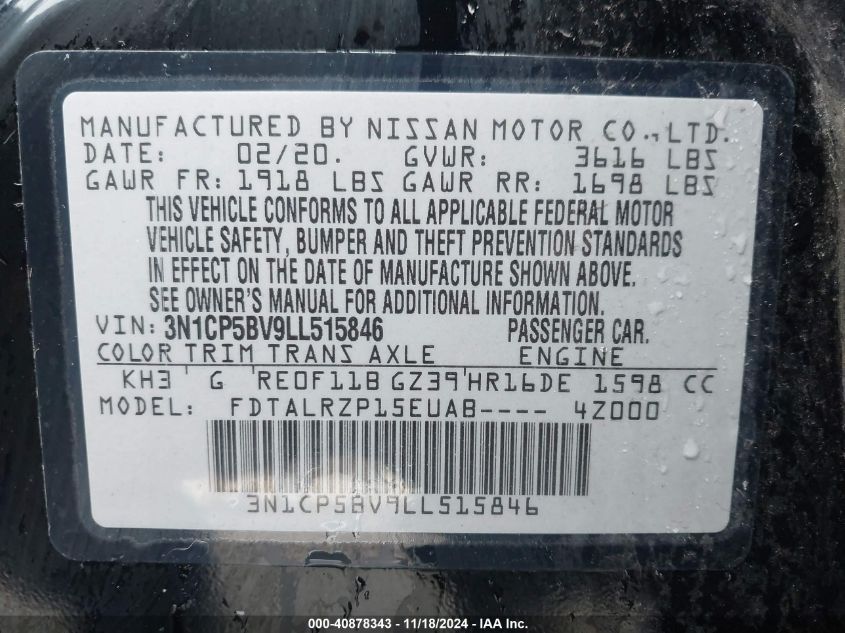 MANUFACTURED BY NISSAN MOTOR CO.,LTD.
DATE: 02/20. GVWR: 3616 LBS
GAWR FR: 1918 LBS GAWR RR: 1698 LBS
THIS VEHICLE CONFORMS TO ALL APPLICABLE FEDERAL MOTOR
VEHICLE SAFETY, BUMPER AND THEFT PREVENTION STANDARDS
IN EFFECT ON THE DATE OF MANUFACTURE SHOWN ABOVE.
SEE OWNER'S MANUAL FOR ADDITIONAL INFORMATION.
VIN: 3N1CP5BV9LL515846 PASSENGER CAR.
COLOR TRIM TRANS AXLE ENGINE
KH3 G RE0F11B GZ39 HR16DE 1598 CC
MODEL: FDTALRZP15EUAB---- 4Z000
3N1CP5BV9LL515846
000-40878343 - 11/18/2024 - IAA Inc.